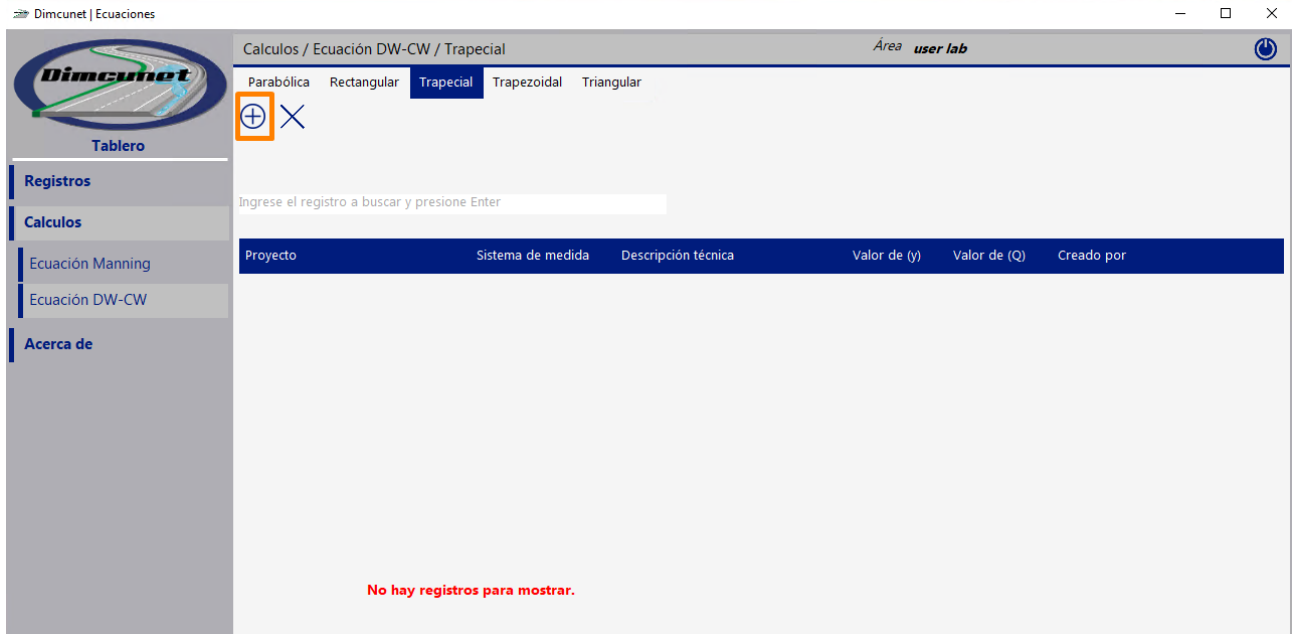 Dimcunet | Ecuaciones
Dimcunet
Tablero
Registros
Calculos
Ecuación Manning
Ecuación DW-CW
Acerca de
Calculos / Ecuación DW-CW / Trapecial
Área user lab
Parabólica Rectangular Trapecial Trapezoidal Triangular
Ingrese el registro a buscar y presione Enter
Proyecto Sistema de medida Descripción técnica Valor de (y) Valor de (Q) Creado por
No hay registros para mostrar.